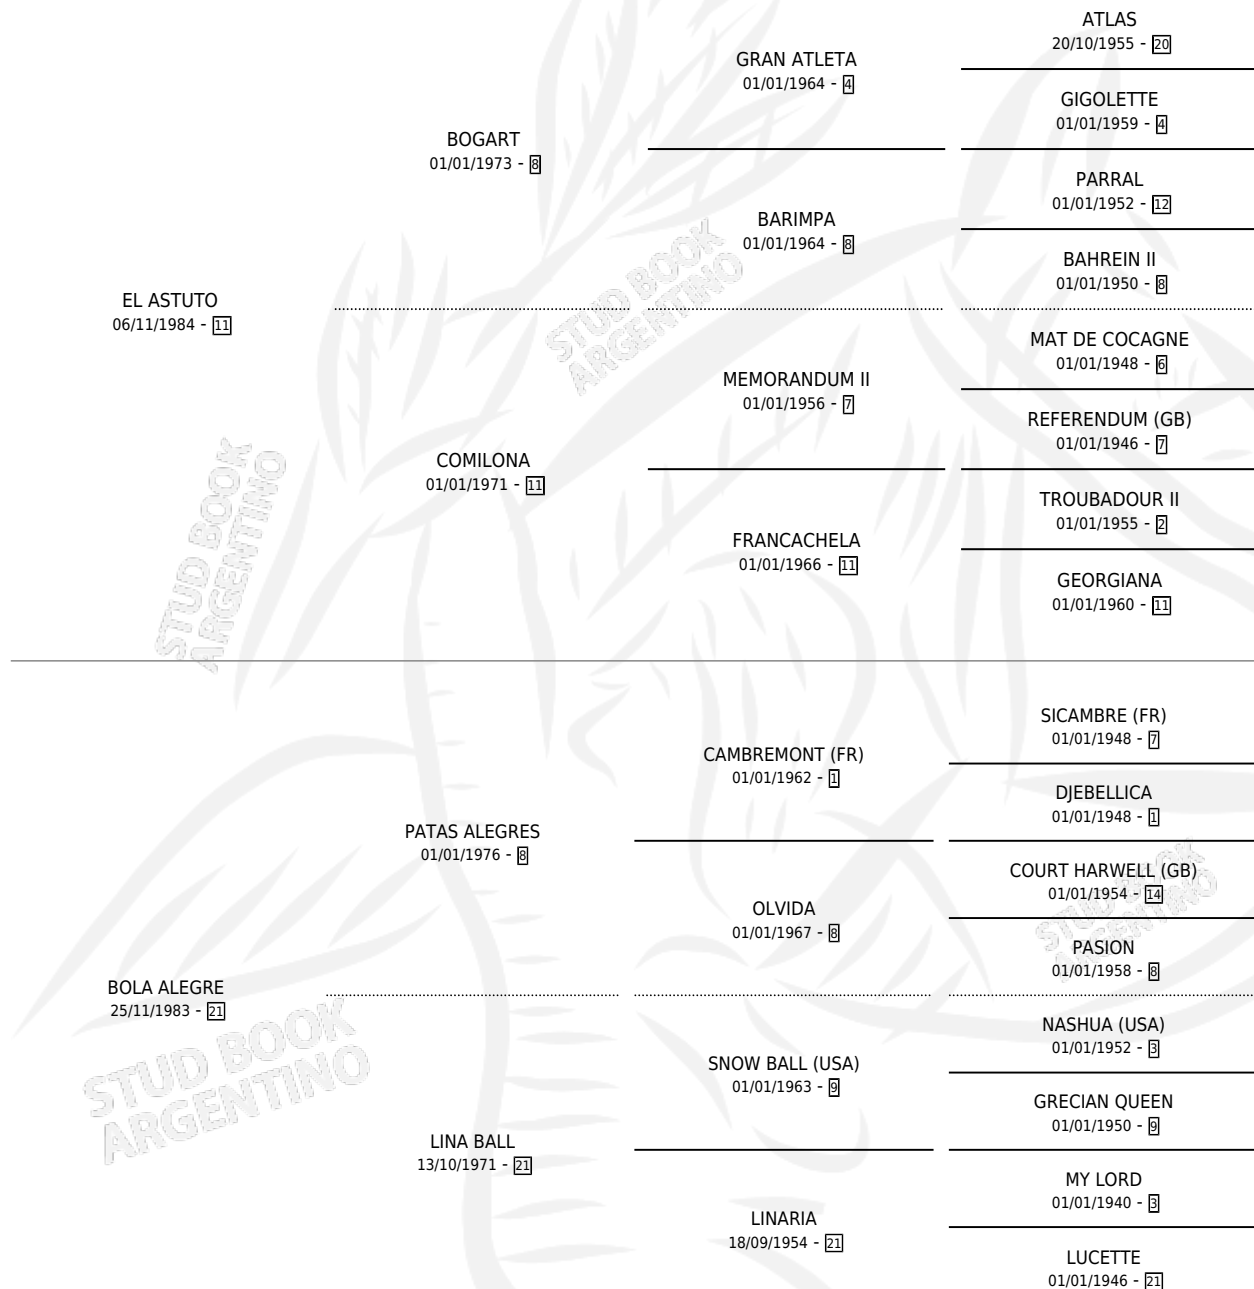 ATLAS
20/10/1955 - 20
GRAN ATLETA
01/01/1964 - 4
GIGOLETTE
01/01/1959 - 4
BOGART
01/01/1973 - 8
PARRAL
01/01/1952 - 12
BARIMPA
01/01/1964 - 8
BAHREIN II
01/01/1950 - 8
EL ASTUTO
06/11/1984 - 11
MAT DE COCAGNE
01/01/1948 - 6
MEMORANDUM II
01/01/1956 - 7
REFERENDUM (GB)
01/01/1946 - 7
COMILONA
01/01/1971 - 11
TROUBADOUR II
01/01/1955 - 2
FRANCACHELA
01/01/1966 - 11
GEORGIANA
01/01/1960 - 11
SICAMBRE (FR)
01/01/1948 - 7
CAMBREMONT (FR)
01/01/1962 - 1
DJEBELLICA
01/01/1948 - 1
PATAS ALEGRES
01/01/1976 - 8
COURT HARWELL (GB)
01/01/1954 - 14
OLVIDA
01/01/1967 - 8
PASION
01/01/1958 - 8
BOLA ALEGRE
25/11/1983 - 21
NASHUA (USA)
01/01/1952 - 3
SNOW BALL (USA)
01/01/1963 - 9
GRECIAN QUEEN
01/01/1950 - 9
LINA BALL
13/10/1971 - 21
MY LORD
01/01/1940 - 3
LINARIA
18/09/1954 - 21
LUCETTE
01/01/1946 - 21
STUD BOOK
ARGENTINO
STUD BOOK
ARGENTINO
STUD BOOK
ARGENTINO
STUD BOOK
ARGENTINO